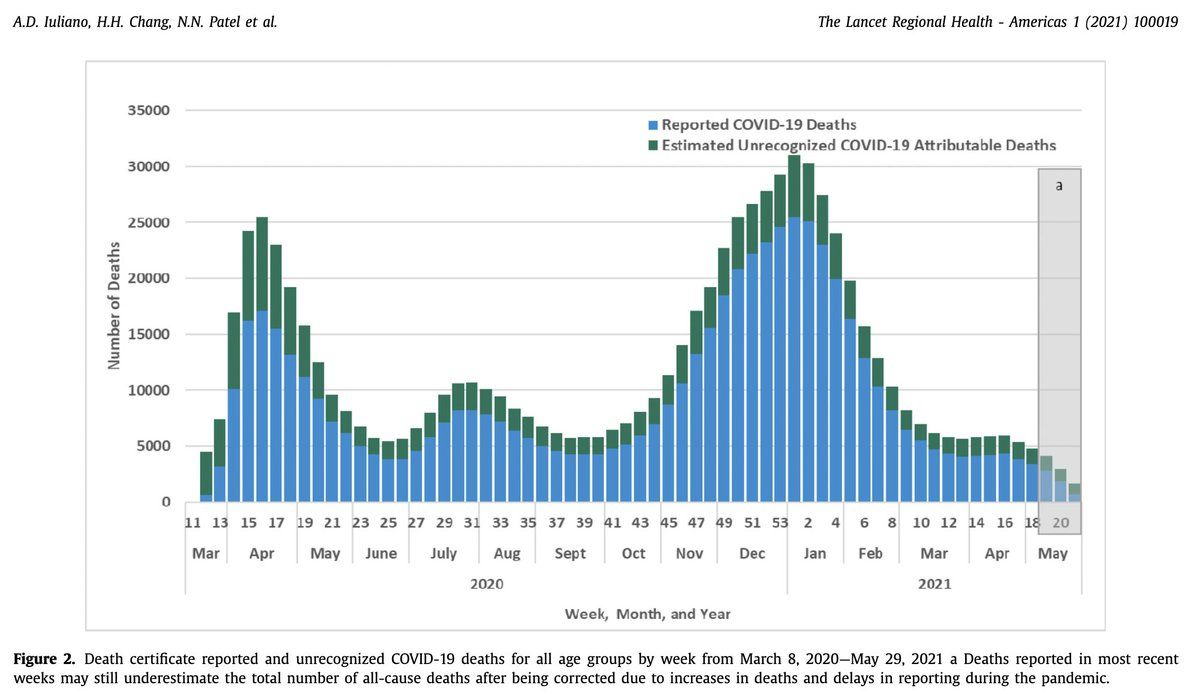 A.D. Iuliano, H.H. Chang, N.N. Patel et al.
The Lancet Regional Health - Americas 1 (2021) 100019
35000
Reported COVID-19 Deaths
Estimated Unrecognized COVID-19 Attributable Deaths
30000
a
25000
20000
15000
10000
5000
0
Number of Deaths
11 13 15 17 19 21 23 25 27 29 31 33 35 37 39 41 43 45 47 49 51 53 2 4 6 8 10 12 14 16 18 20
Mar Apr May June July Aug Sept Oct Nov Dec Jan Feb Mar Apr May
2020 2021
Week, Month, and Year
Figure 2. Death certificate reported and unrecognized COVID-19 deaths for all age groups by week from March 8, 2020—May 29, 2021 a Deaths reported in most recent
weeks may still underestimate the total number of all-cause deaths after being corrected due to increases in deaths and delays in reporting during the pandemic.